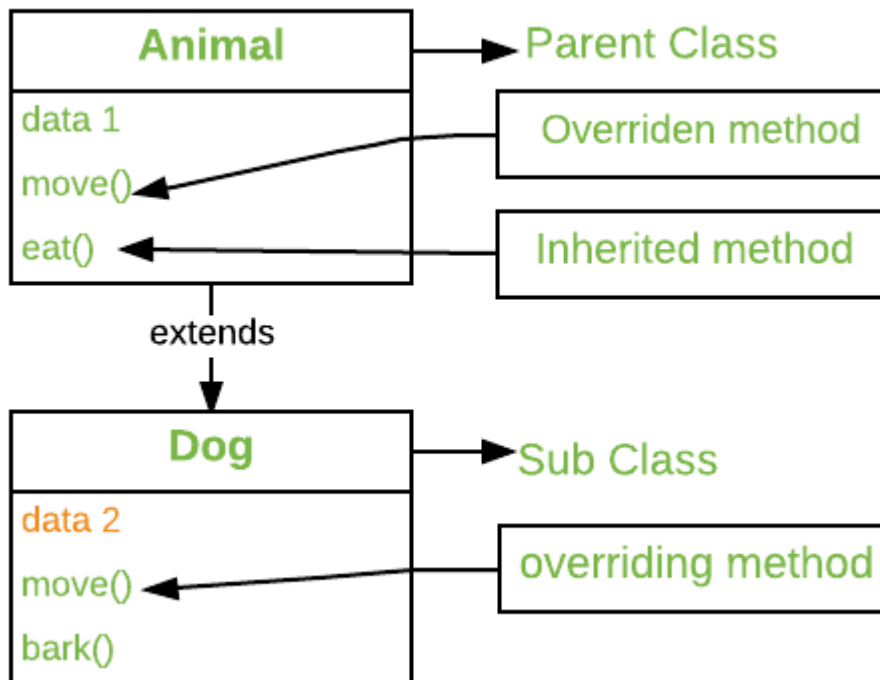 Animal
Parent Class
data 1
Overriden method
move()
eat()
Inherited method
extends
Dog
Sub Class
data 2
overriding method
move()
bark()